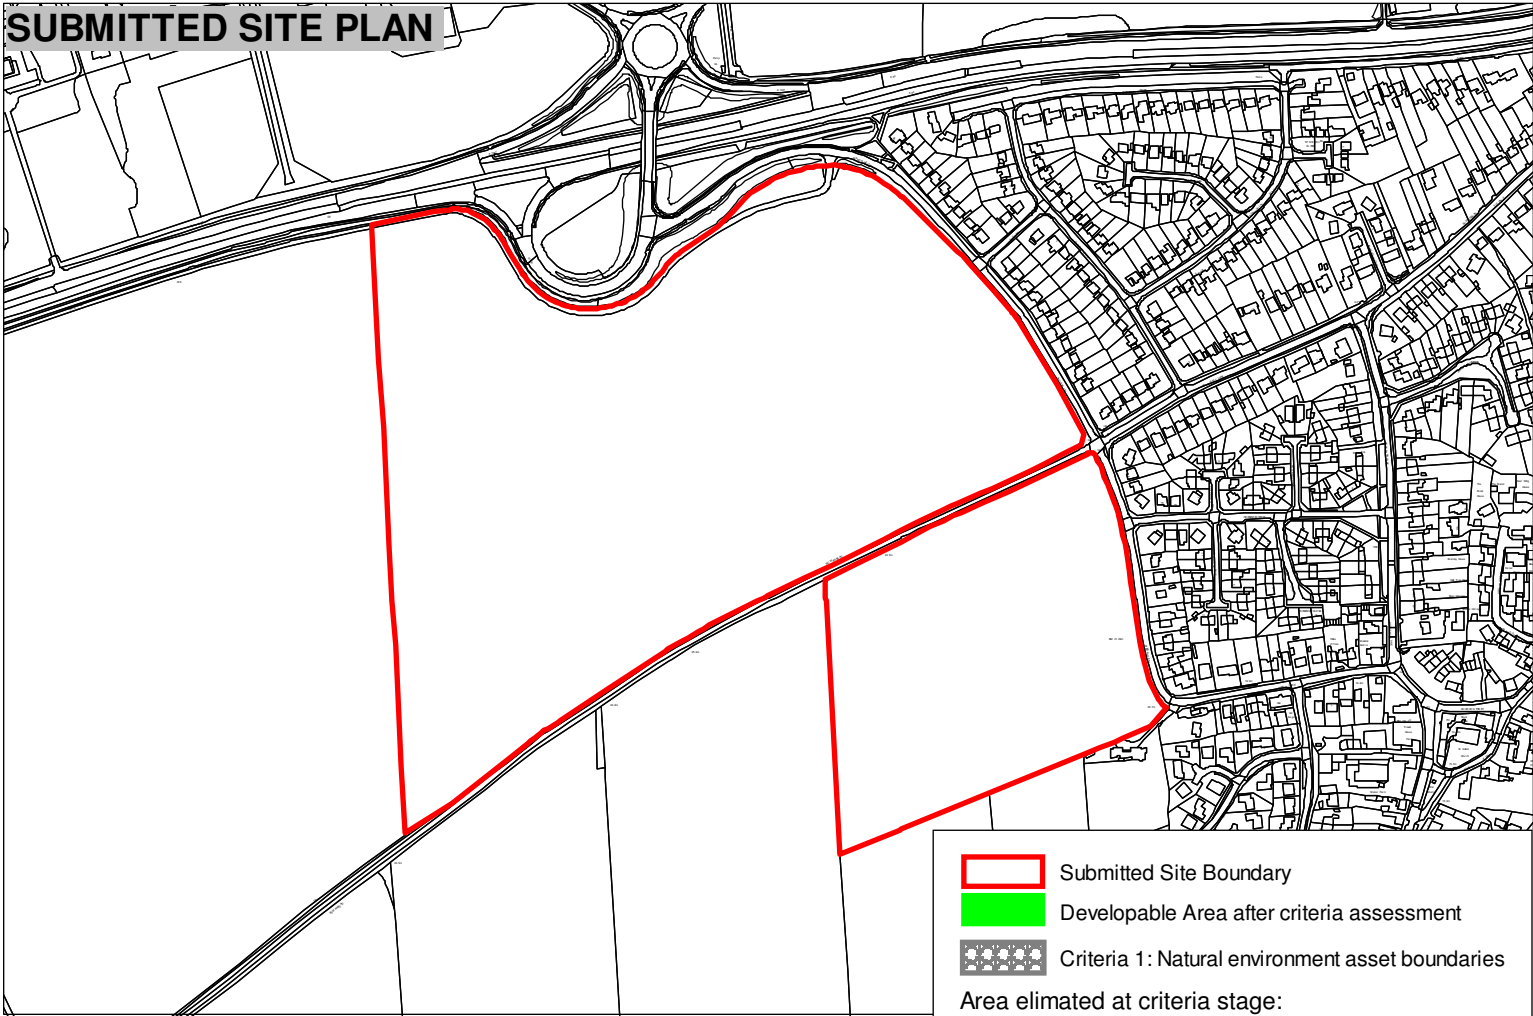 SUBMITTED SITE PLAN
Submitted Site Boundary
Developable Area after criteria assessment
Criteria 1: Natural environment asset boundaries
Area elimated at criteria stage: